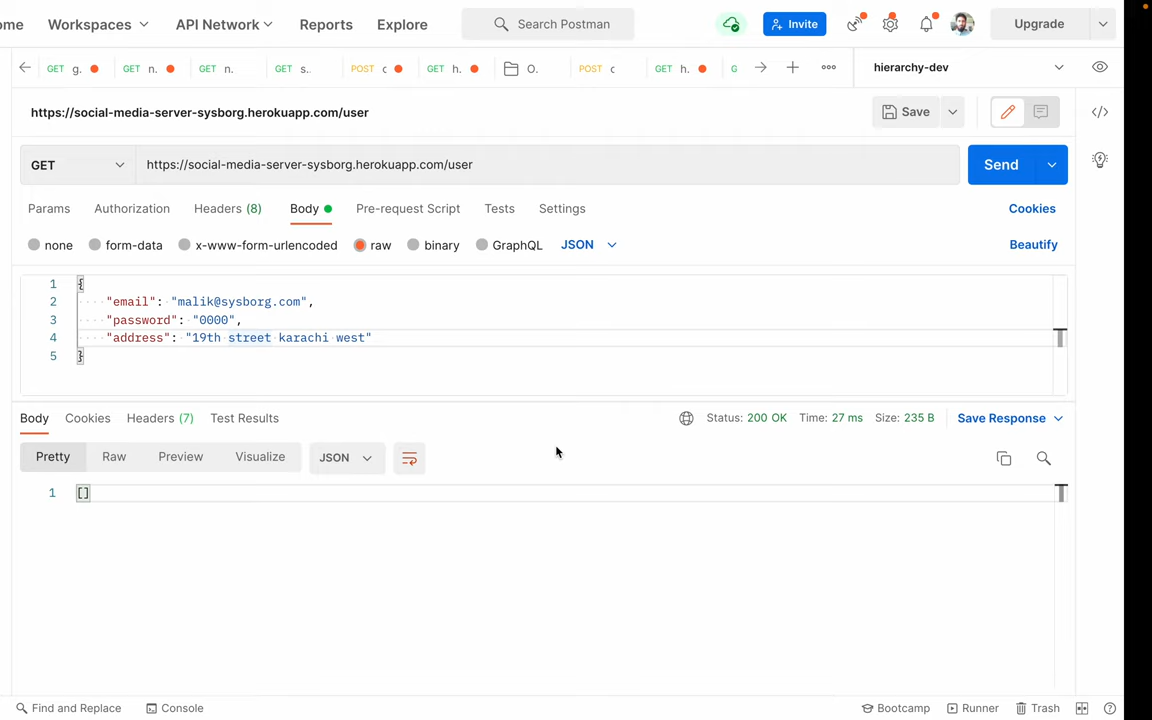 ome Workspaces API Network Reports Explore Search Postman Invite Upgrade
GET g. GET n. GET n. GET s.. POST c GET h. O. POST c GET h. G hierarchy-dev
https://social-media-server-sysborg.herokuapp.com/user Save
GET https://social-media-server-sysborg.herokuapp.com/user Send
Params Authorization Headers (8) Body Pre-request Script Tests Settings Cookies
none form-data x-www-form-urlencoded raw binary GraphQL JSON Beautify
1 {
2 "email": "malik@sysborg.com",
3 "password": "0000",
4 "address": "19th street karachi west"
5 }
Body Cookies Headers (7) Test Results Status: 200 OK Time: 27 ms Size: 235 B Save Response
Pretty Raw Preview Visualize JSON
1 []
Find and Replace Console Bootcamp Runner Trash